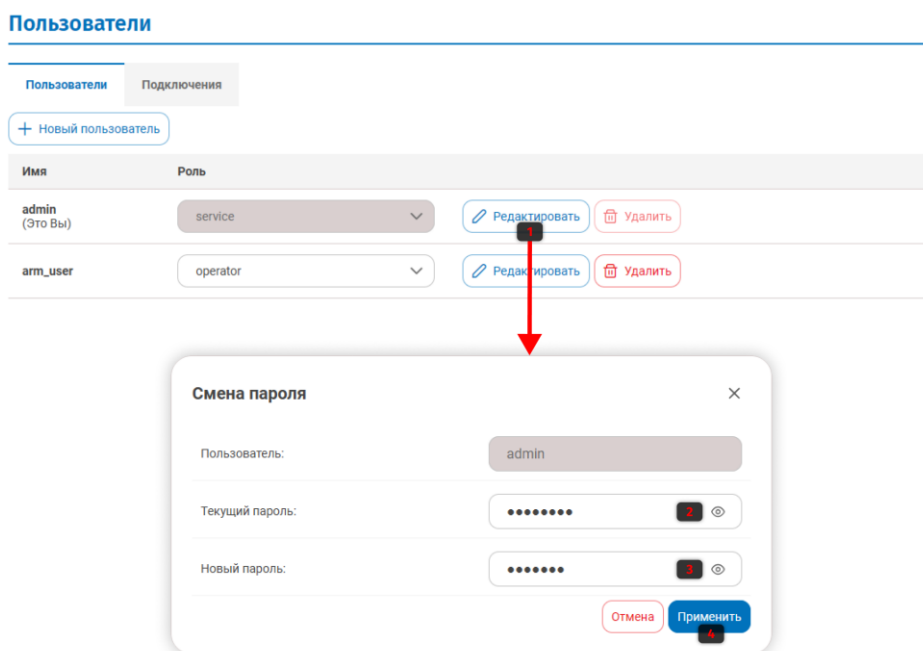 Пользователи
Пользователи Подключения
+ Новый пользователь
Имя Роль
admin
(Это Вы)
service Редактировать Удалить
1
arm_user operator Редактировать Удалить
Смена пароля
Пользователь: admin
Текущий пароль: •••••••• 2
Новый пароль: ••••••• 3
Отмена Применить
4